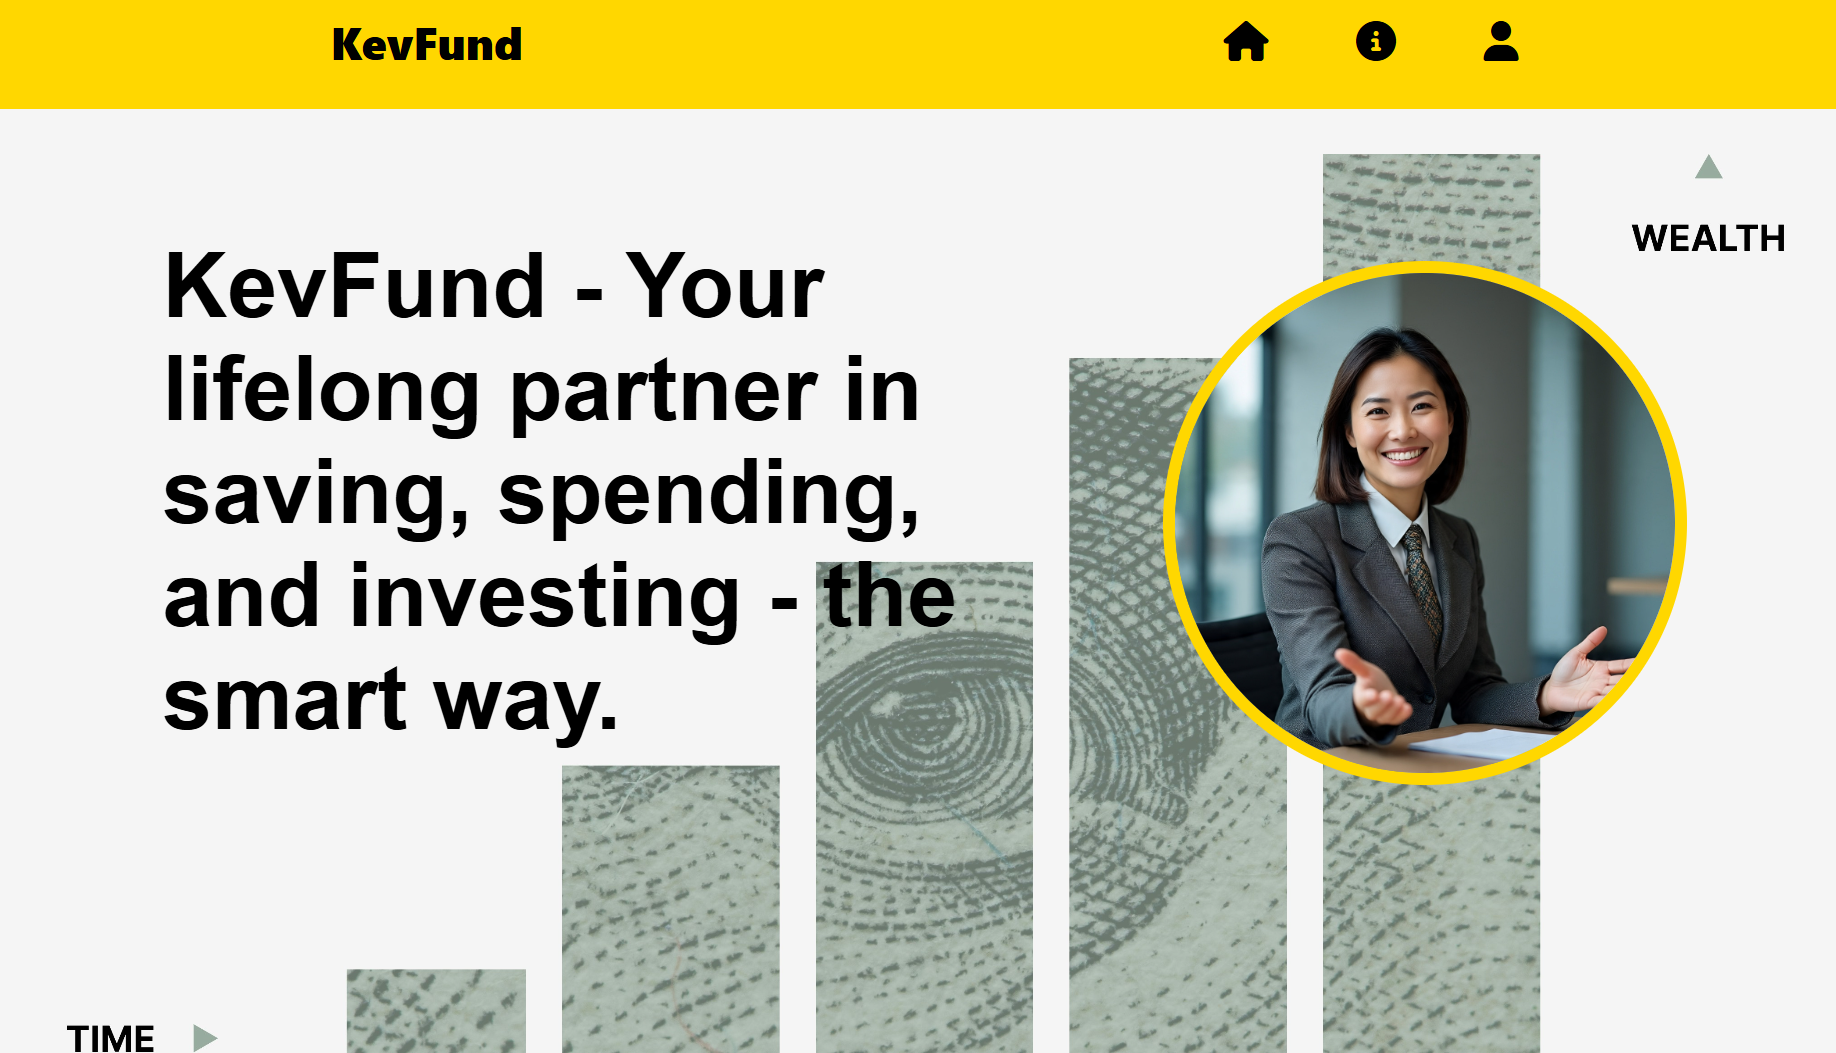 KevFund
WEALTH
KevFund - Your
lifelong partner in
saving, spending,
and investing - the
smart way.
TIME